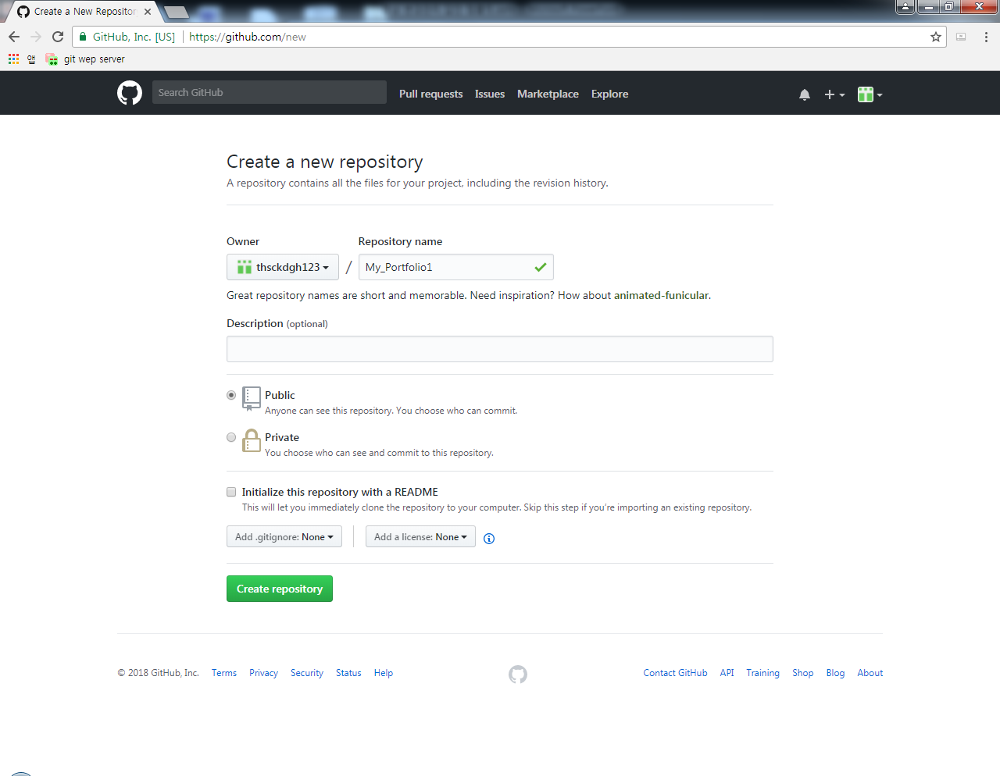 Create a New Repositor
GitHub, Inc. [US] https://github.com/new
앱 git wep server
Search GitHub Pull requests Issues Marketplace Explore
Create a new repository
A repository contains all the files for your project, including the revision history.
Owner Repository name
thsckdgh123 / My_Portfolio1
Great repository names are short and memorable. Need inspiration? How about animated-funicular.
Description (optional)
Public
Anyone can see this repository. You choose who can commit.
Private
You choose who can see and commit to this repository.
Initialize this repository with a README
This will let you immediately clone the repository to your computer. Skip this step if you’re importing an existing repository.
Add .gitignore: None Add a license: None
Create repository
© 2018 GitHub, Inc. Terms Privacy Security Status Help Contact GitHub API Training Shop Blog About